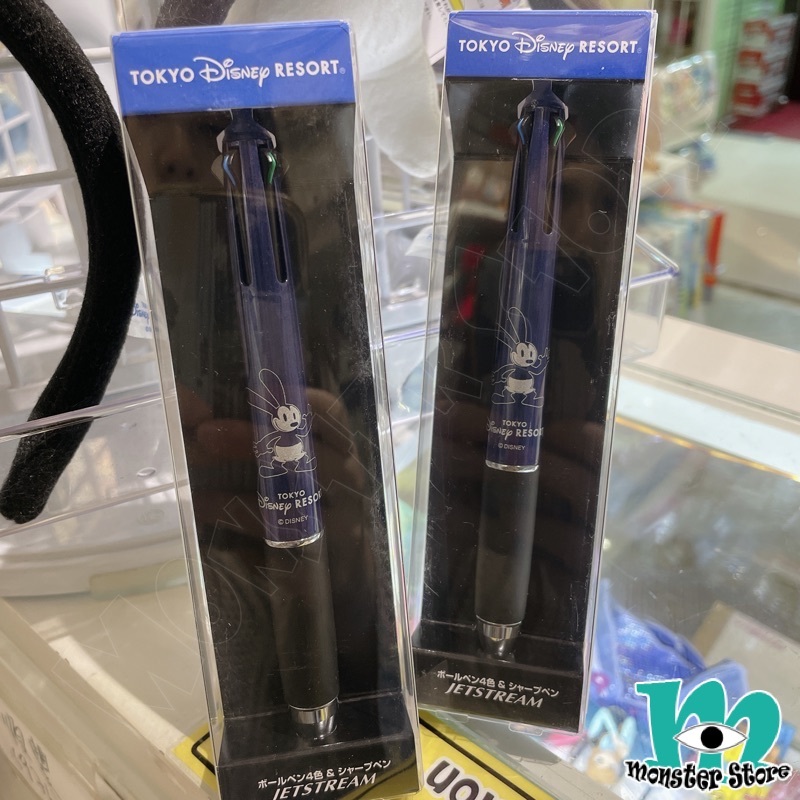 TOKYO Disney RESORT®
TOKYO
Disney RESORT
© DISNEY
ボールペン4色 & シャープペン
JETSTREAM
TOKYO Disney RESORT®
TOKYO
Disney RESORT
© DISNEY
ボールペン4色 & シャープペン
JETSTREAM
m
monster Store